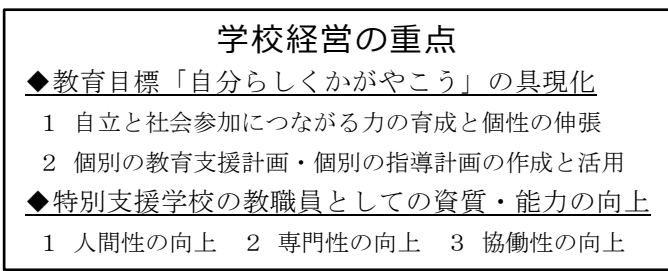 学校経営の重点
◆教育目標「自分らしくかがやこう」の具現化
１ 自立と社会参加につながる力の育成と個性の伸張
２ 個別の教育支援計画・個別の指導計画の作成と活用
◆特別支援学校の教職員としての資質・能力の向上
１ 人間性の向上　２ 専門性の向上　３ 協働性の向上